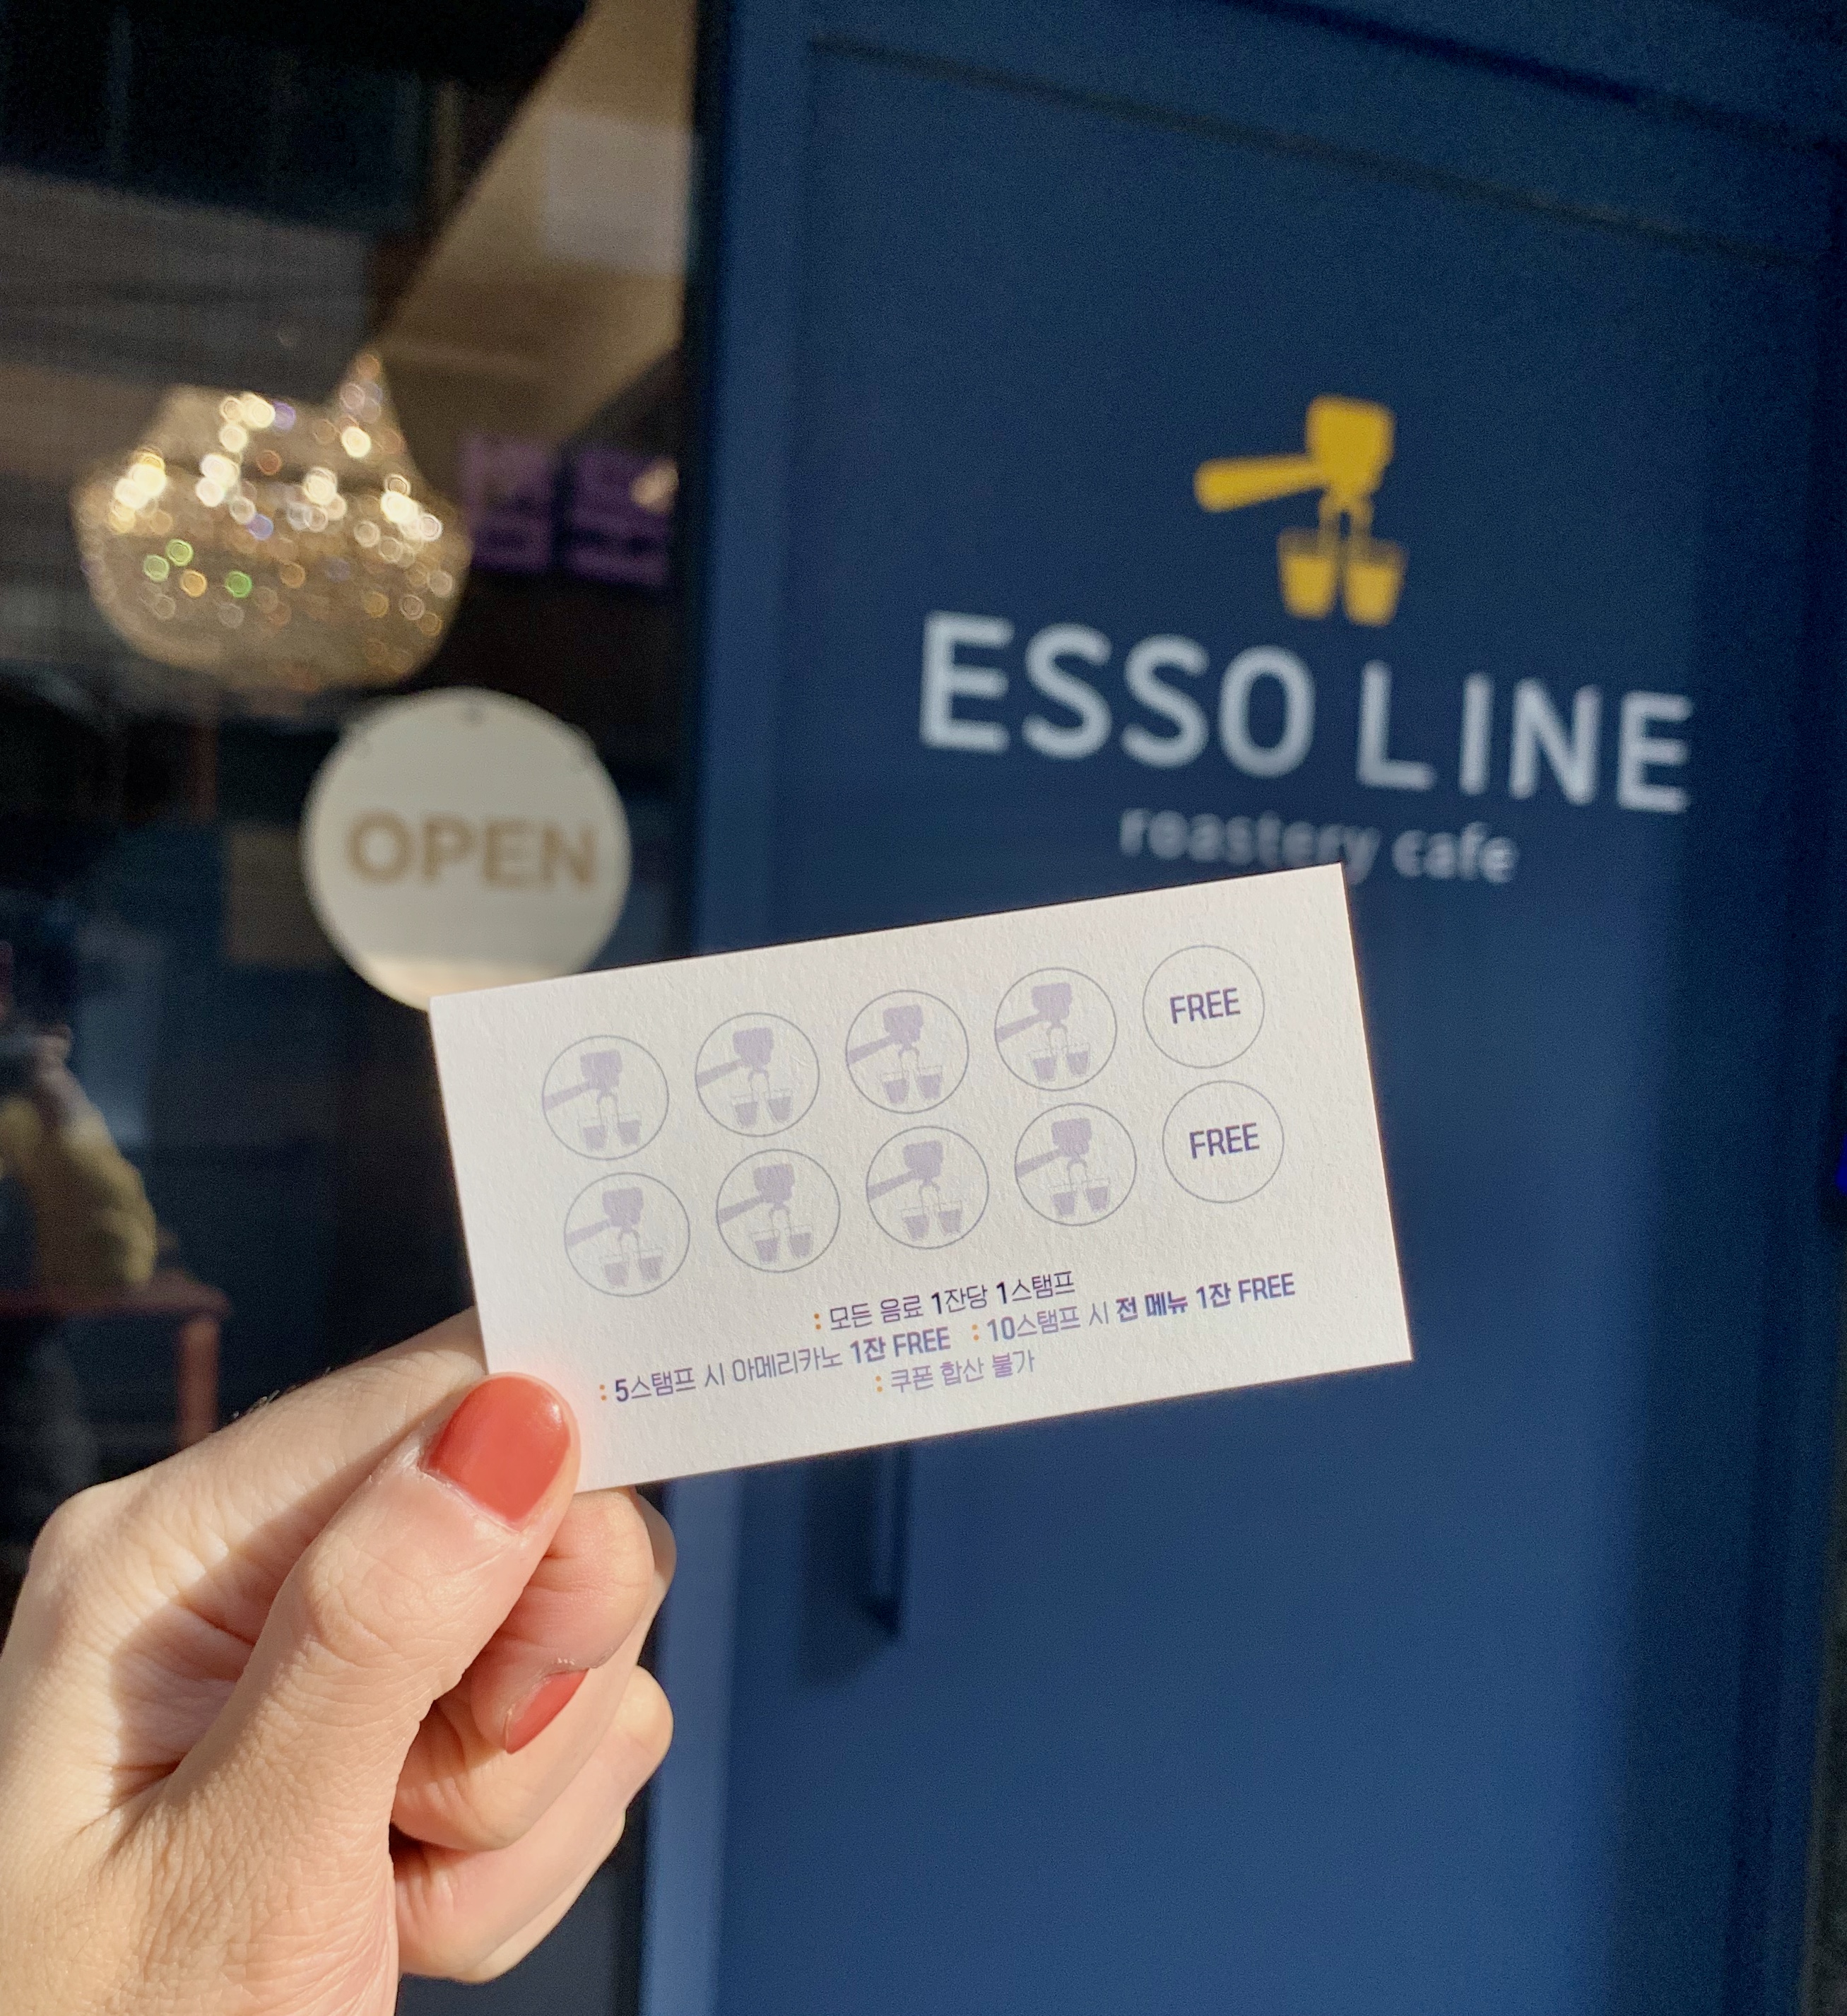 ESSO LINE
roastery cafe
OPEN
FREE
FREE
: 모든 음료 1잔당 1스탬프
: 5스탬프 시 아메리카노 1잔 FREE : 10스탬프 시 전 메뉴 1잔 FREE
: 쿠폰 합산 불가